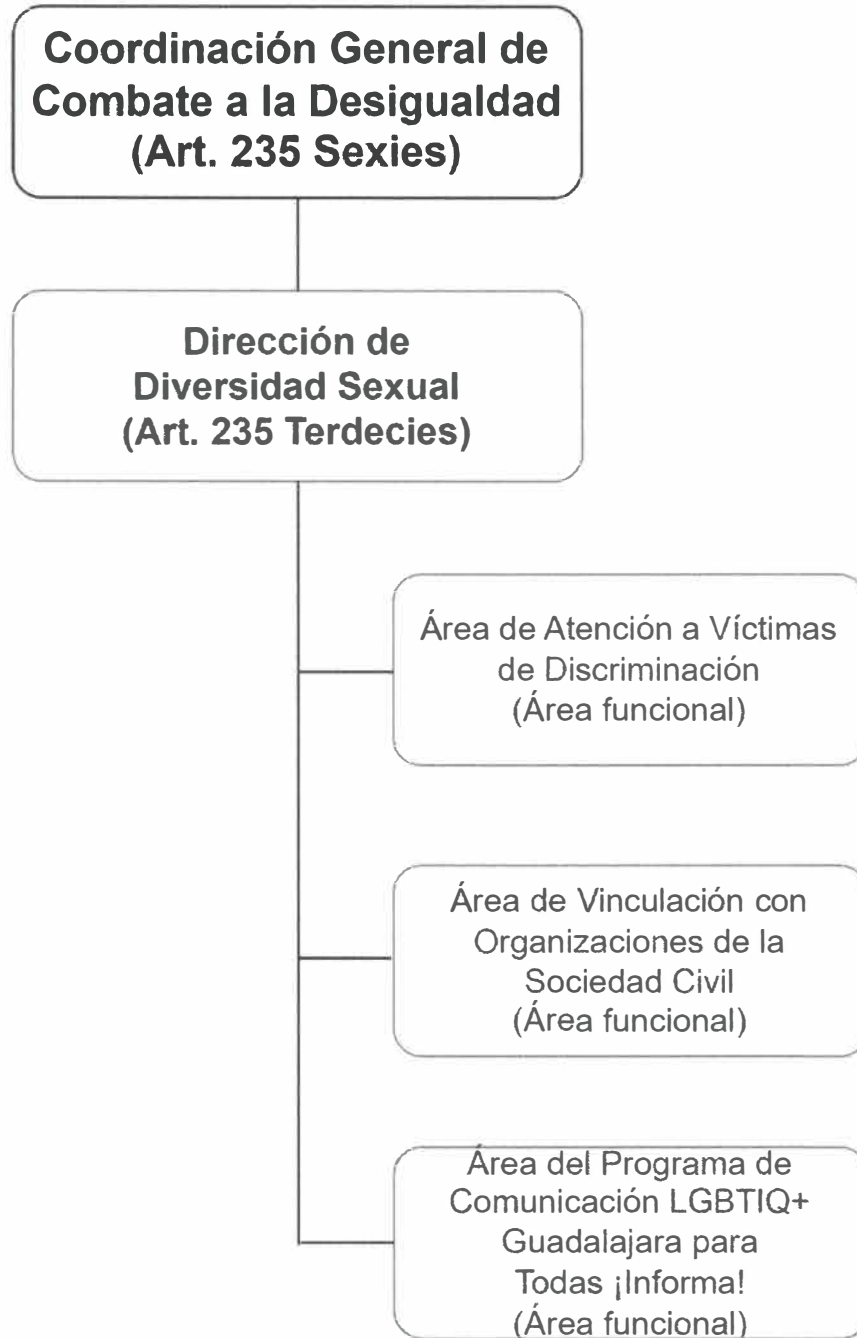 Coordinación General de
Combate a la Desigualdad
(Art. 235 Sexies)
Dirección de
Diversidad Sexual
(Art. 235 Terdecies)
Área de Atención a Víctimas
de Discriminación
(Área funcional)
Área de Vinculación con
Organizaciones de la
Sociedad Civil
(Área funcional)
Área del Programa de
Comunicación LGBTIQ+
Guadalajara para
Todas ¡Informa!
(Área funcional)